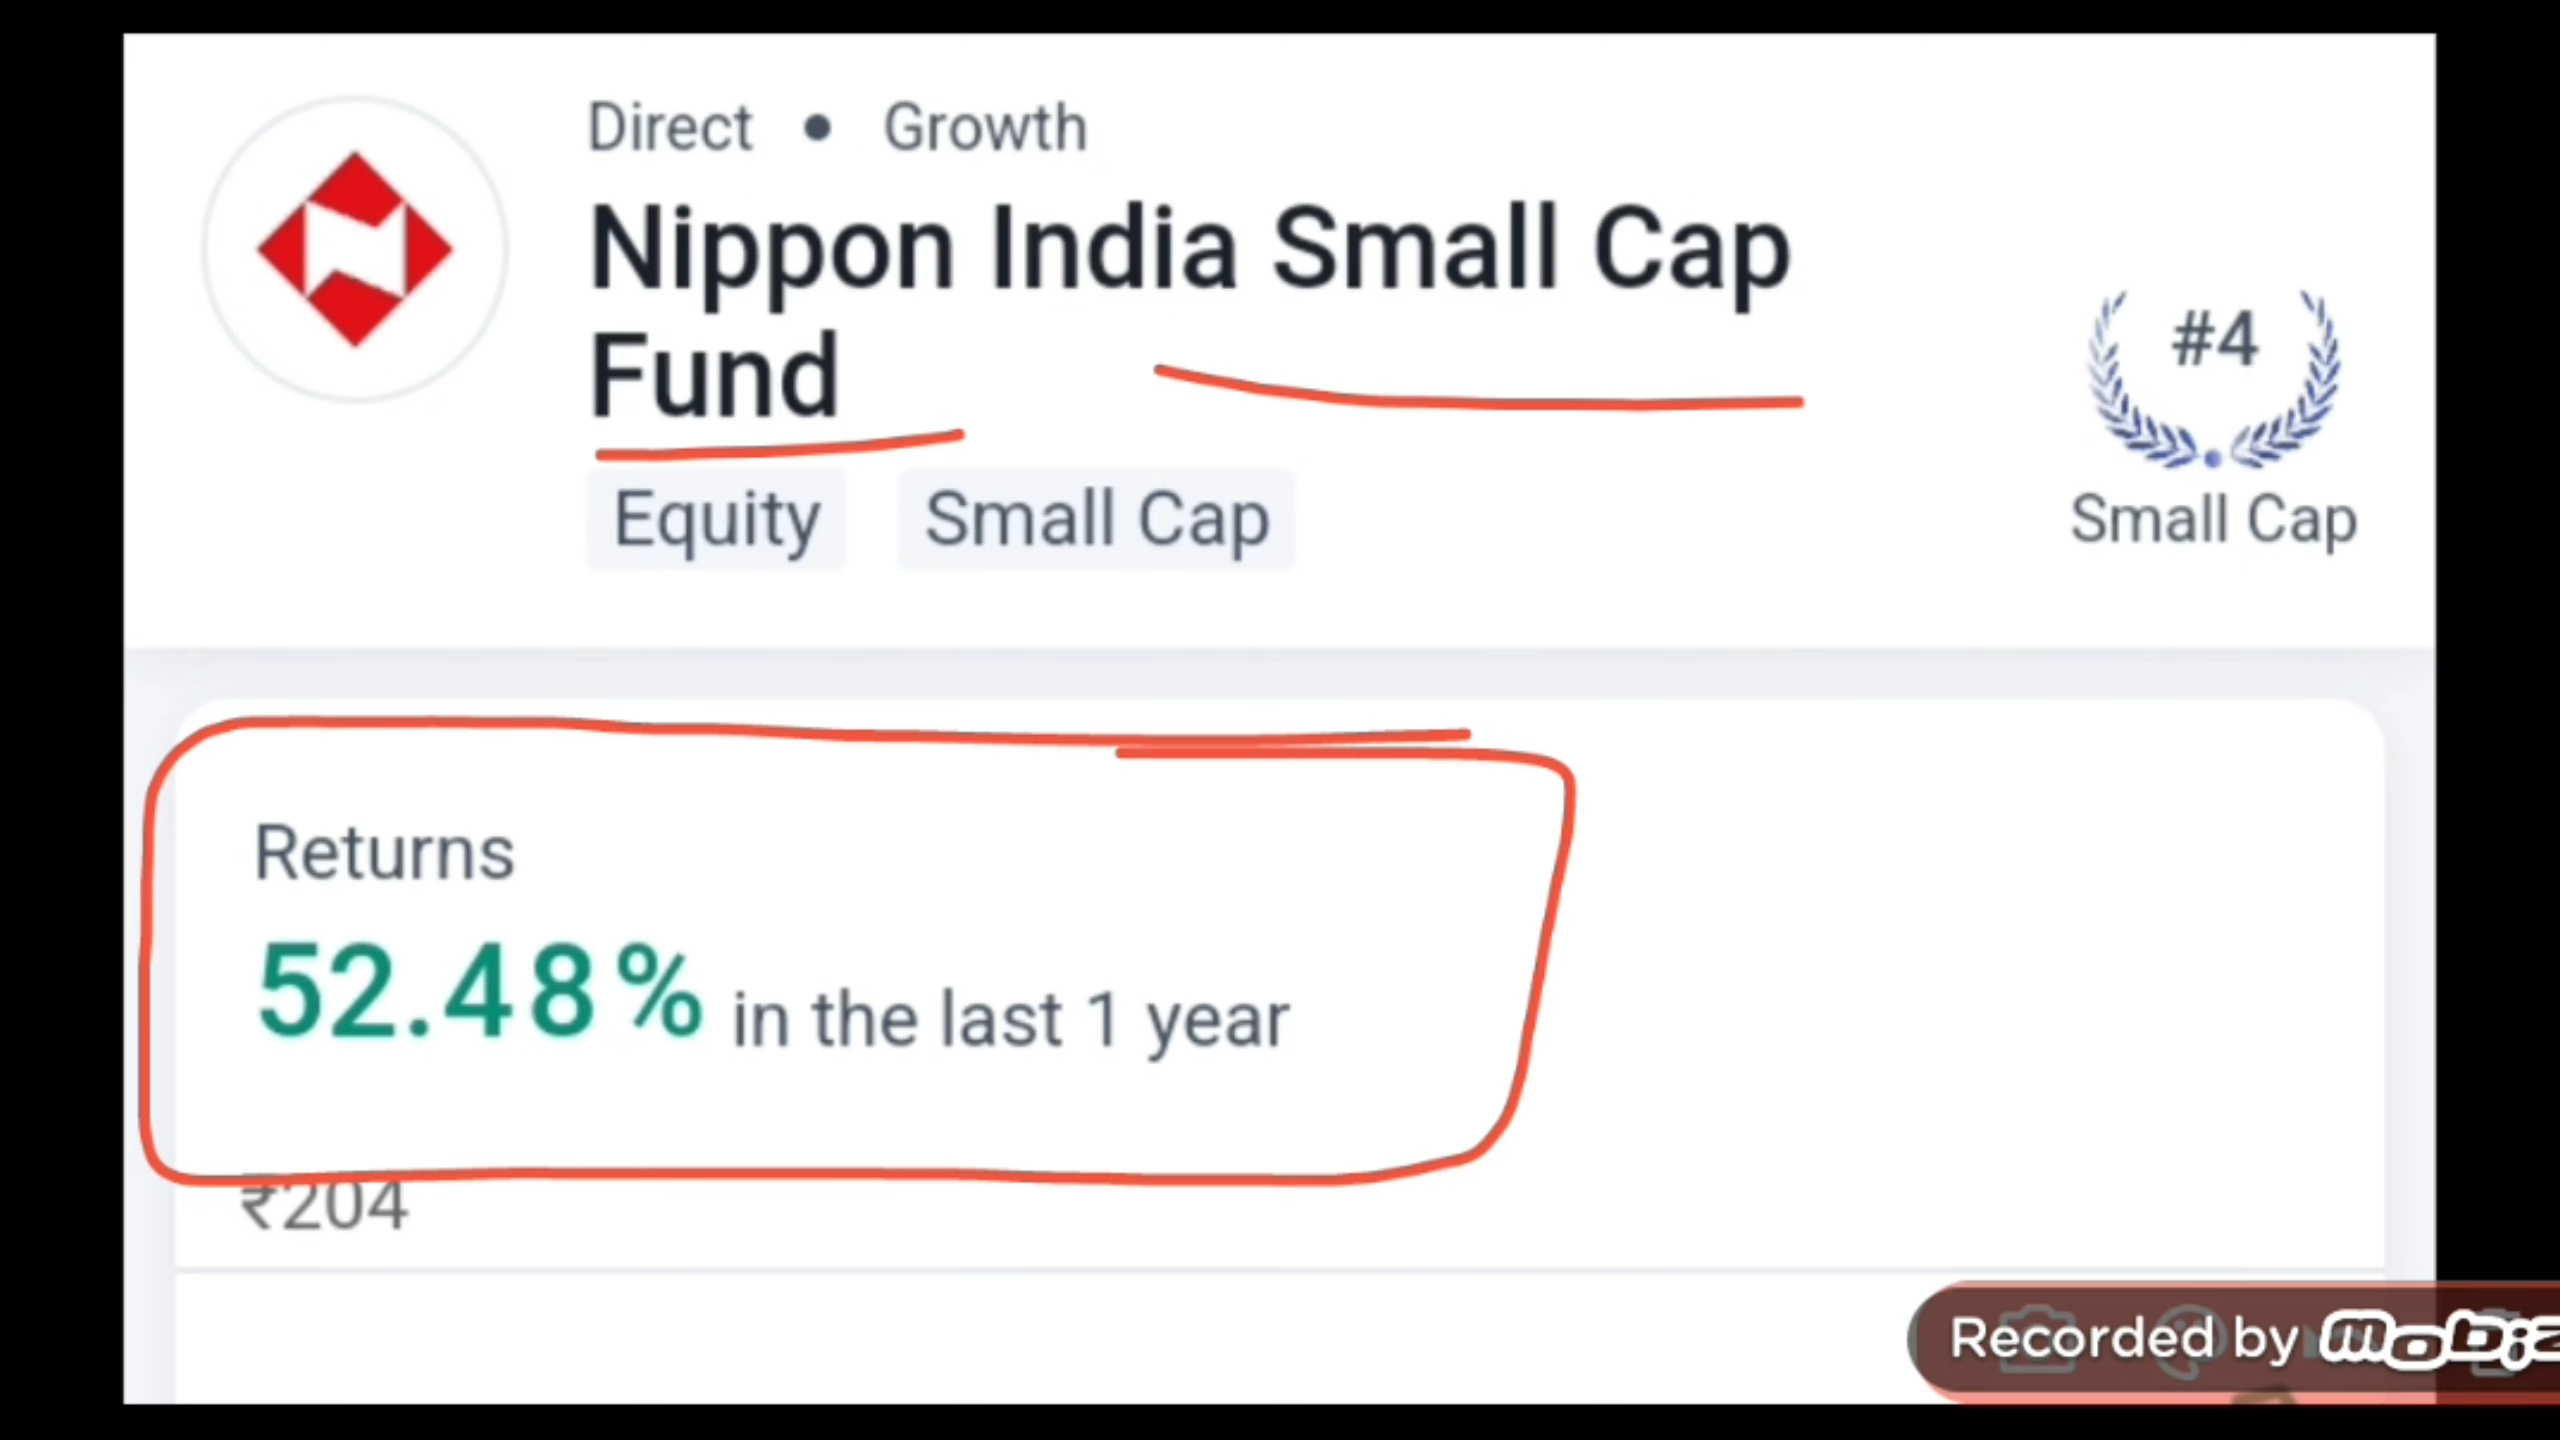 Direct • Growth
Nippon India Small Cap
Fund
#4
Small Cap
Equity Small Cap
Returns
52.48% in the last 1 year
₹204
Recorded by